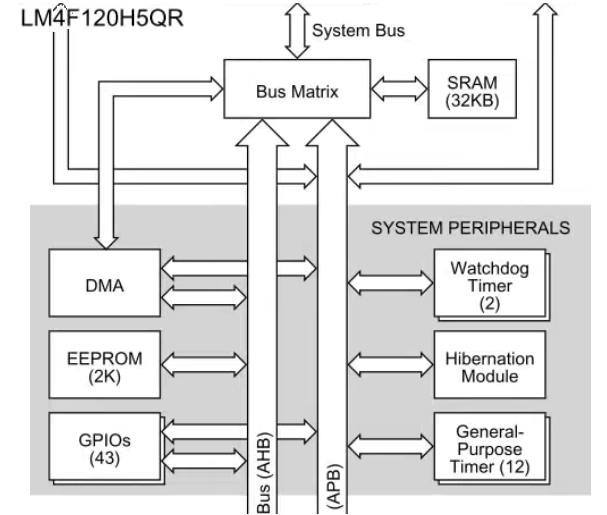 LM4F120H5QR
System Bus
Bus Matrix
SRAM
(32KB)
SYSTEM PERIPHERALS
DMA
Watchdog
Timer
(2)
EEPROM
(2K)
Hibernation
Module
GPIOs
(43)
General-
Purpose
Timer (12)
Bus (AHB)
(APB)